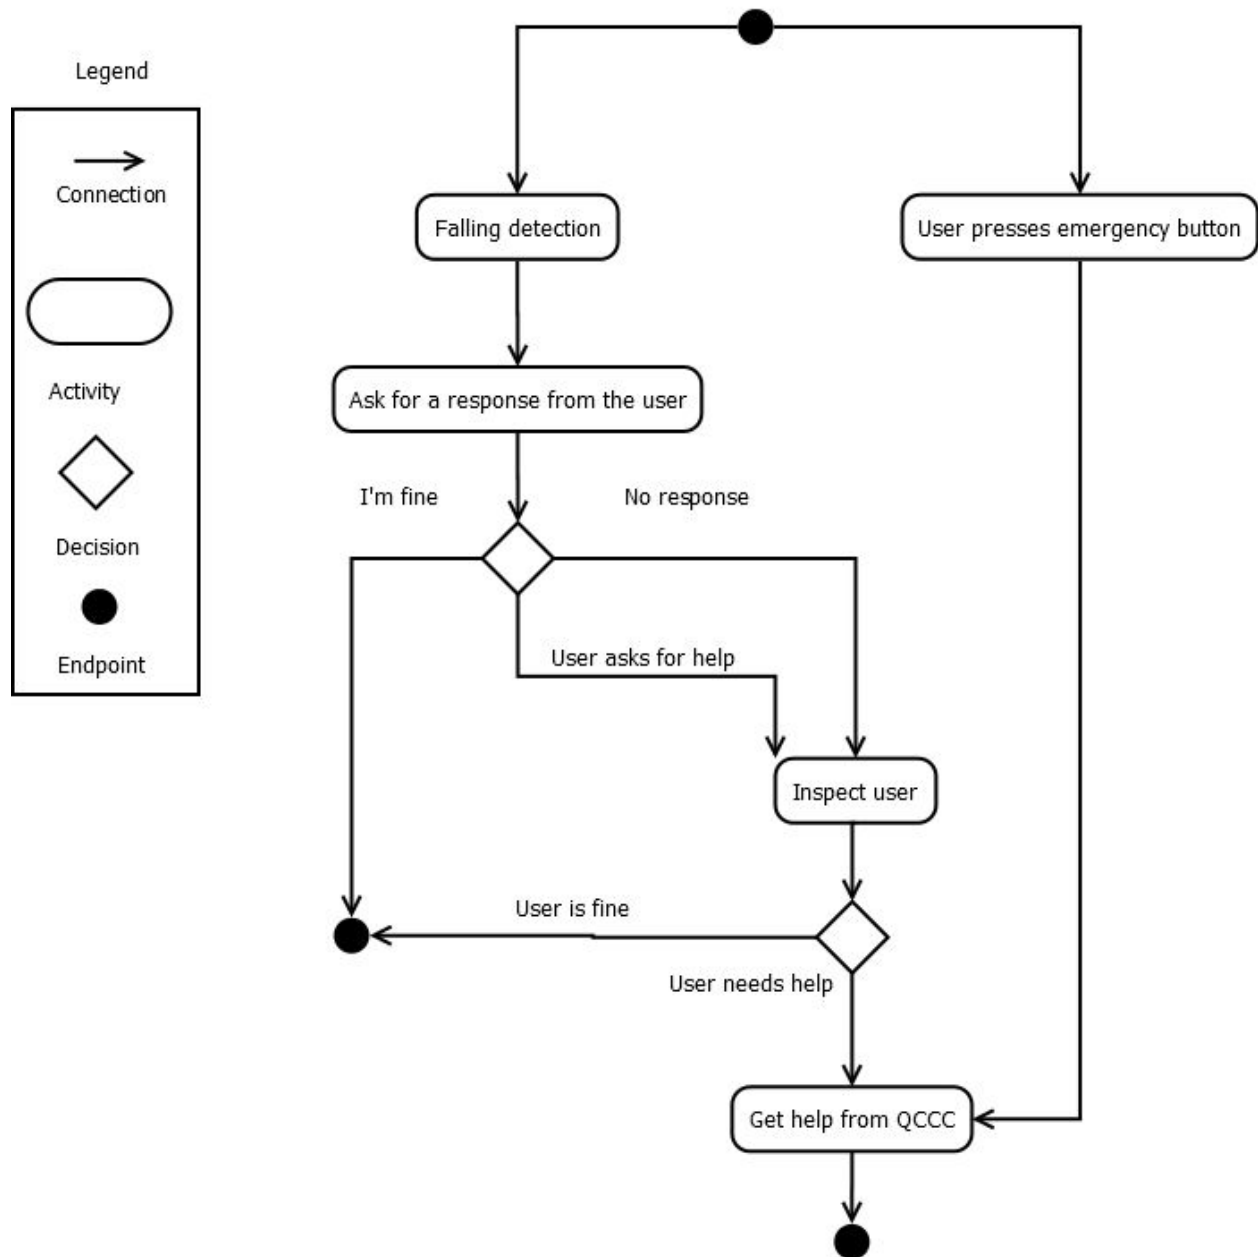 Legend
Connection
Activity
Decision
Endpoint
Falling detection
User presses emergency button
Ask for a response from the user
I'm fine
No response
User asks for help
Inspect user
User is fine
User needs help
Get help from QCCC